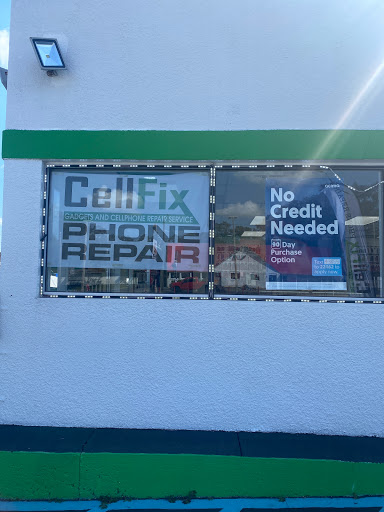 CellFix
GADGETS AND CELLPHONE REPAIR SERVICE
PHONE
REPAIR
No
Credit
Needed
90 Day
Purchase
Option